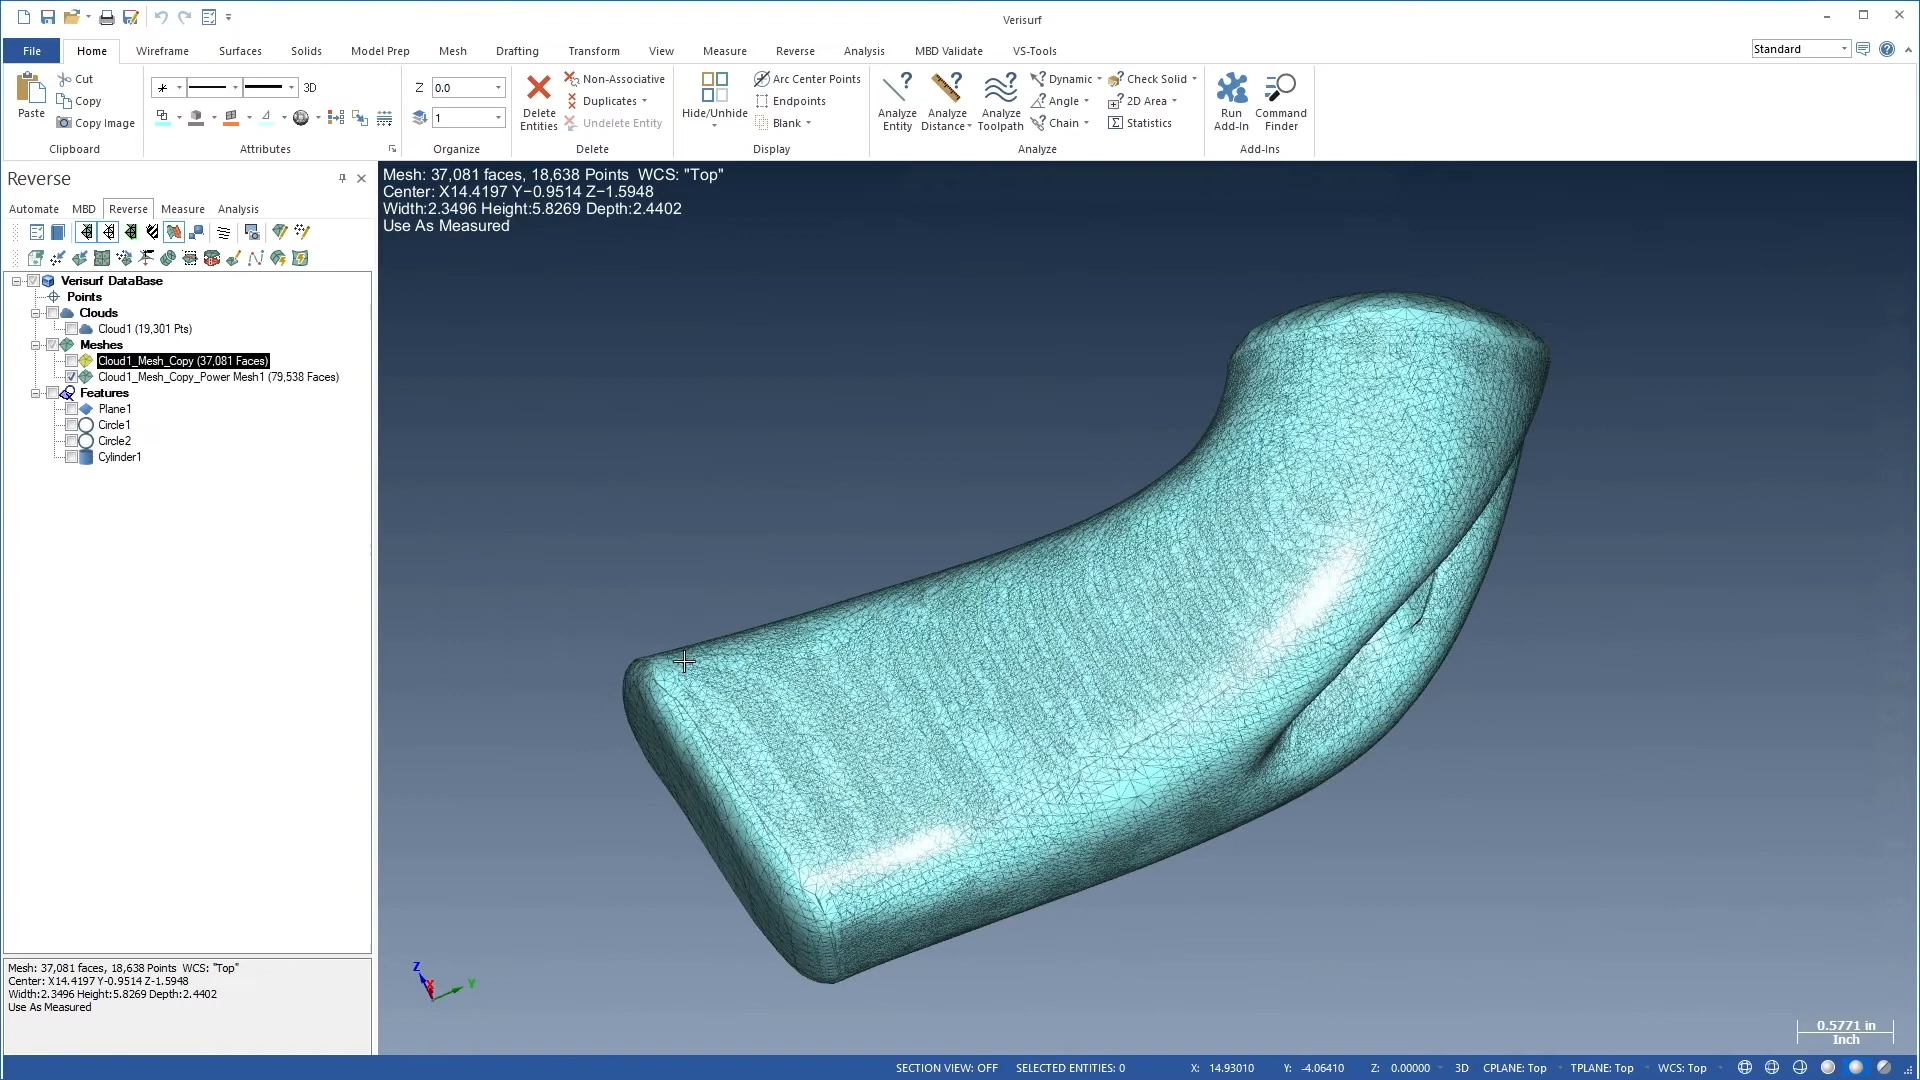 Verisurf
File Home Wireframe Surfaces Solids Model Prep Mesh Drafting Transform View Measure Reverse Analysis MBD Validate VS-Tools
Standard
Paste
Cut
Copy
Copy Image
Clipboard
3D
Attributes
Z 0.0
1
Organize
Delete Entities
Non-Associative
Duplicates
Undelete Entity
Delete
Hide/Unhide
Arc Center Points
Endpoints
Blank
Display
Analyze Entity
Analyze Distance
Analyze Toolpath
Dynamic
Angle
Chain
Check Solid
2D Area
Statistics
Analyze
Run Add-In
Command Finder
Add-Ins
Reverse
Automate MBD Reverse Measure Analysis
Verisurf DataBase
Points
Clouds
Cloud1 (19,301 Pts)
Meshes
Cloud1_Mesh_Copy (37,081 Faces)
Cloud1_Mesh_Copy_Power Mesh1 (79,538 Faces)
Features
Plane1
Circle1
Circle2
Cylinder1
Mesh: 37,081 faces, 18,638 Points WCS: "Top"
Center: X14.4197 Y-0.9514 Z-1.5948
Width:2.3496 Height:5.8269 Depth:2.4402
Use As Measured
Mesh: 37,081 faces, 18,638 Points WCS: "Top"
Center: X14.4197 Y−0.9514 Z−1.5948
Width:2.3496 Height:5.8269 Depth:2.4402
Use As Measured
Z
X
Y
0.5771 in
Inch
SECTION VIEW: OFF SELECTED ENTITIES: 0 X: 14.93010 Y: -4.06410 Z: 0.00000 3D CPLANE: Top TPLANE: Top WCS: Top